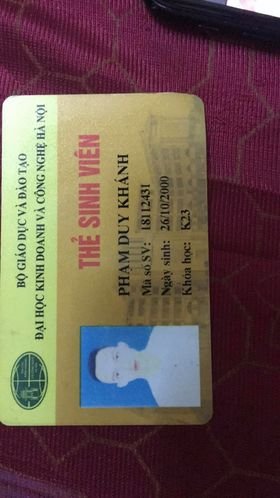 BỘ GIÁO DỤC VÀ ĐÀO TẠO
ĐẠI HỌC KINH DOANH VÀ CÔNG NGHỆ HÀ NỘI
THẺ SINH VIÊN
PHẠM DUY KHÁNH
Mã số SV: 18112431
Ngày sinh: 26/10/2000
Khóa học: K23